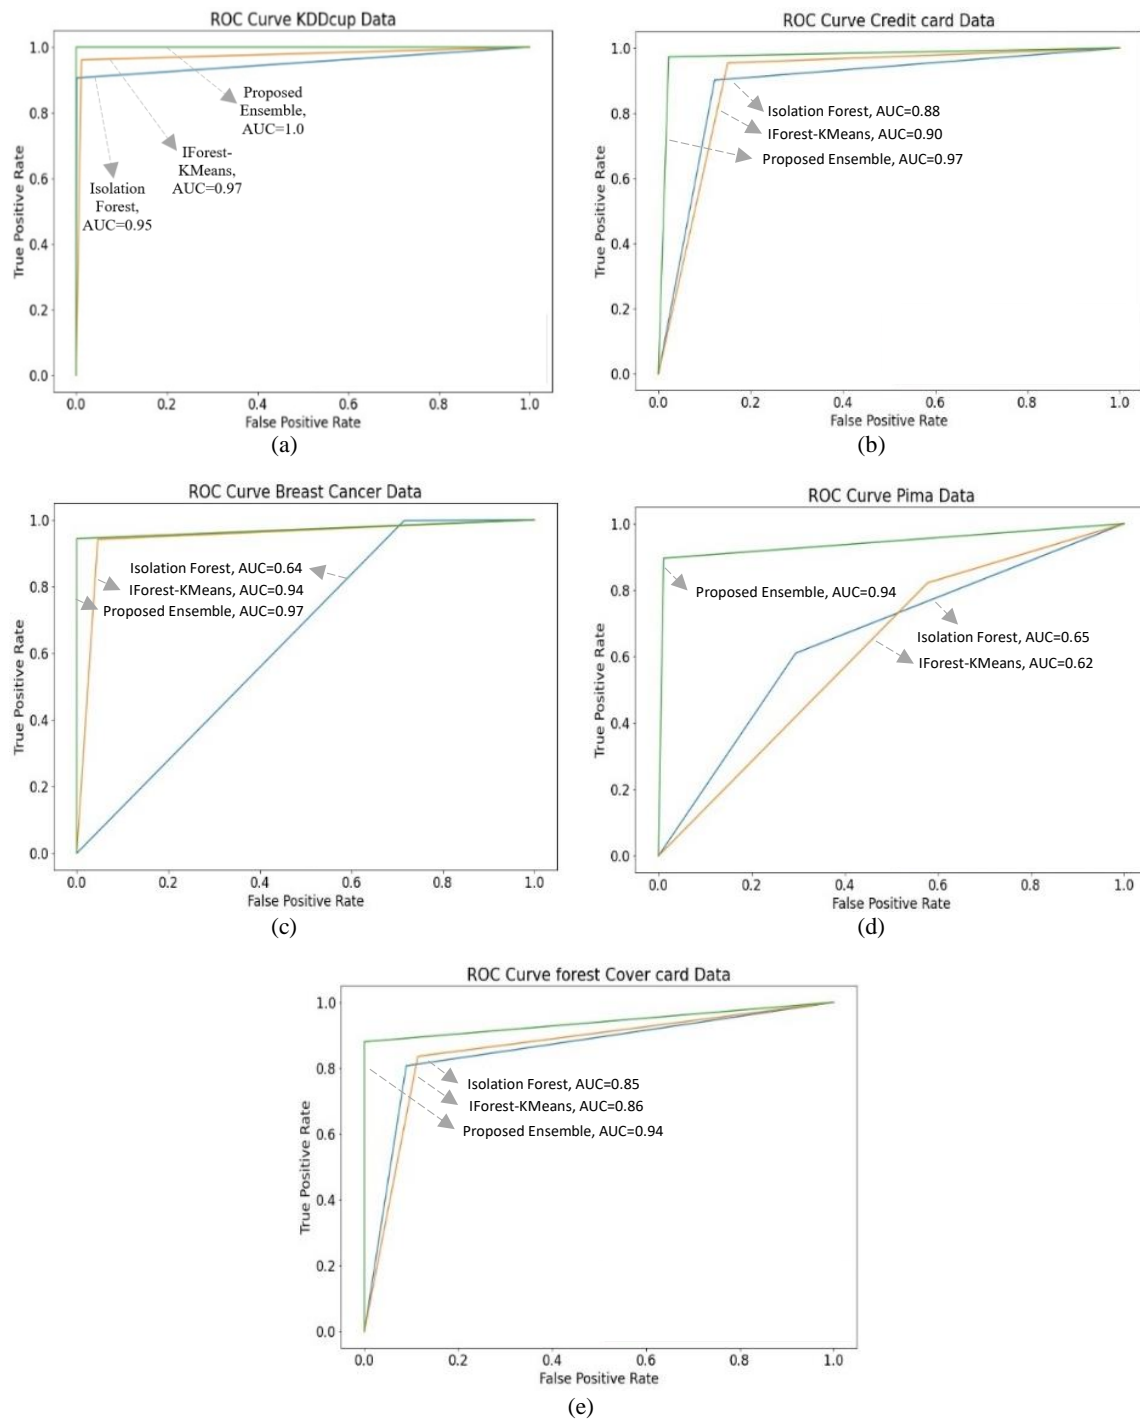 ROC Curve KDDcup Data
True Positive Rate
1.0
0.8
0.6
0.4
0.2
0.0
Proposed
Ensemble,
AUC=1.0
IForest-
KMeans,
AUC=0.97
Isolation
Forest,
AUC=0.95
0.0 0.2 0.4 0.6 0.8 1.0
False Positive Rate
(a)
ROC Curve Credit card Data
True Positive Rate
1.0
0.8
0.6
0.4
0.2
0.0
Isolation Forest, AUC=0.88
IForest-KMeans, AUC=0.90
Proposed Ensemble, AUC=0.97
0.0 0.2 0.4 0.6 0.8 1.0
False Positive Rate
(b)
ROC Curve Breast Cancer Data
True Positive Rate
1.0
0.8
0.6
0.4
0.2
0.0
Isolation Forest, AUC=0.64
IForest-KMeans, AUC=0.94
Proposed Ensemble, AUC=0.97
0.0 0.2 0.4 0.6 0.8 1.0
False Positive Rate
(c)
ROC Curve Pima Data
True Positive Rate
1.0
0.8
0.6
0.4
0.2
0.0
Proposed Ensemble, AUC=0.94
Isolation Forest, AUC=0.65
IForest-KMeans, AUC=0.62
0.0 0.2 0.4 0.6 0.8 1.0
False Positive Rate
(d)
ROC Curve forest Cover card Data
True Positive Rate
1.0
0.8
0.6
0.4
0.2
0.0
Isolation Forest, AUC=0.85
IForest-KMeans, AUC=0.86
Proposed Ensemble, AUC=0.94
0.0 0.2 0.4 0.6 0.8 1.0
False Positive Rate
(e)